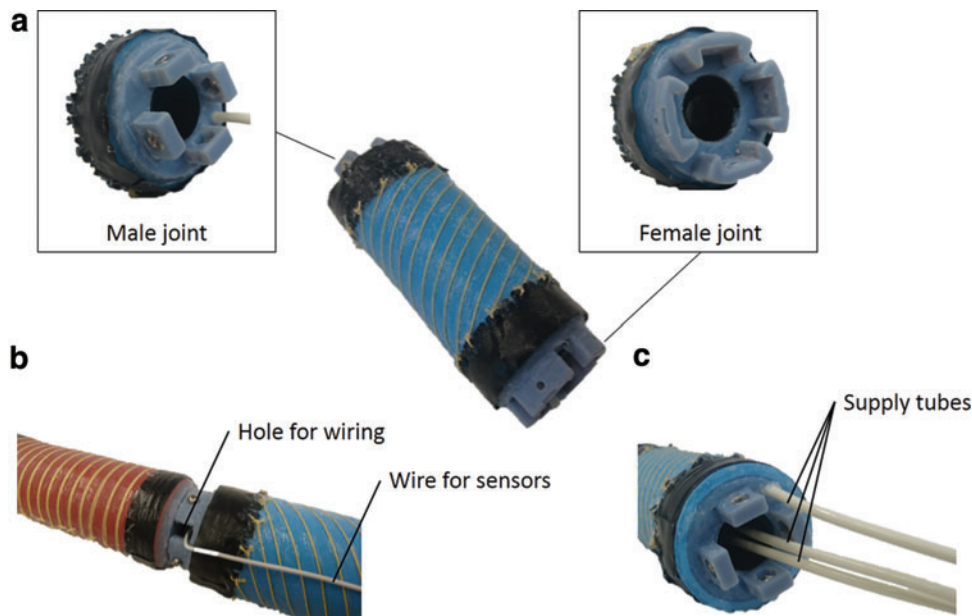 a
Male joint
Female joint
b
Hole for wiring
Wire for sensors
c
Supply tubes